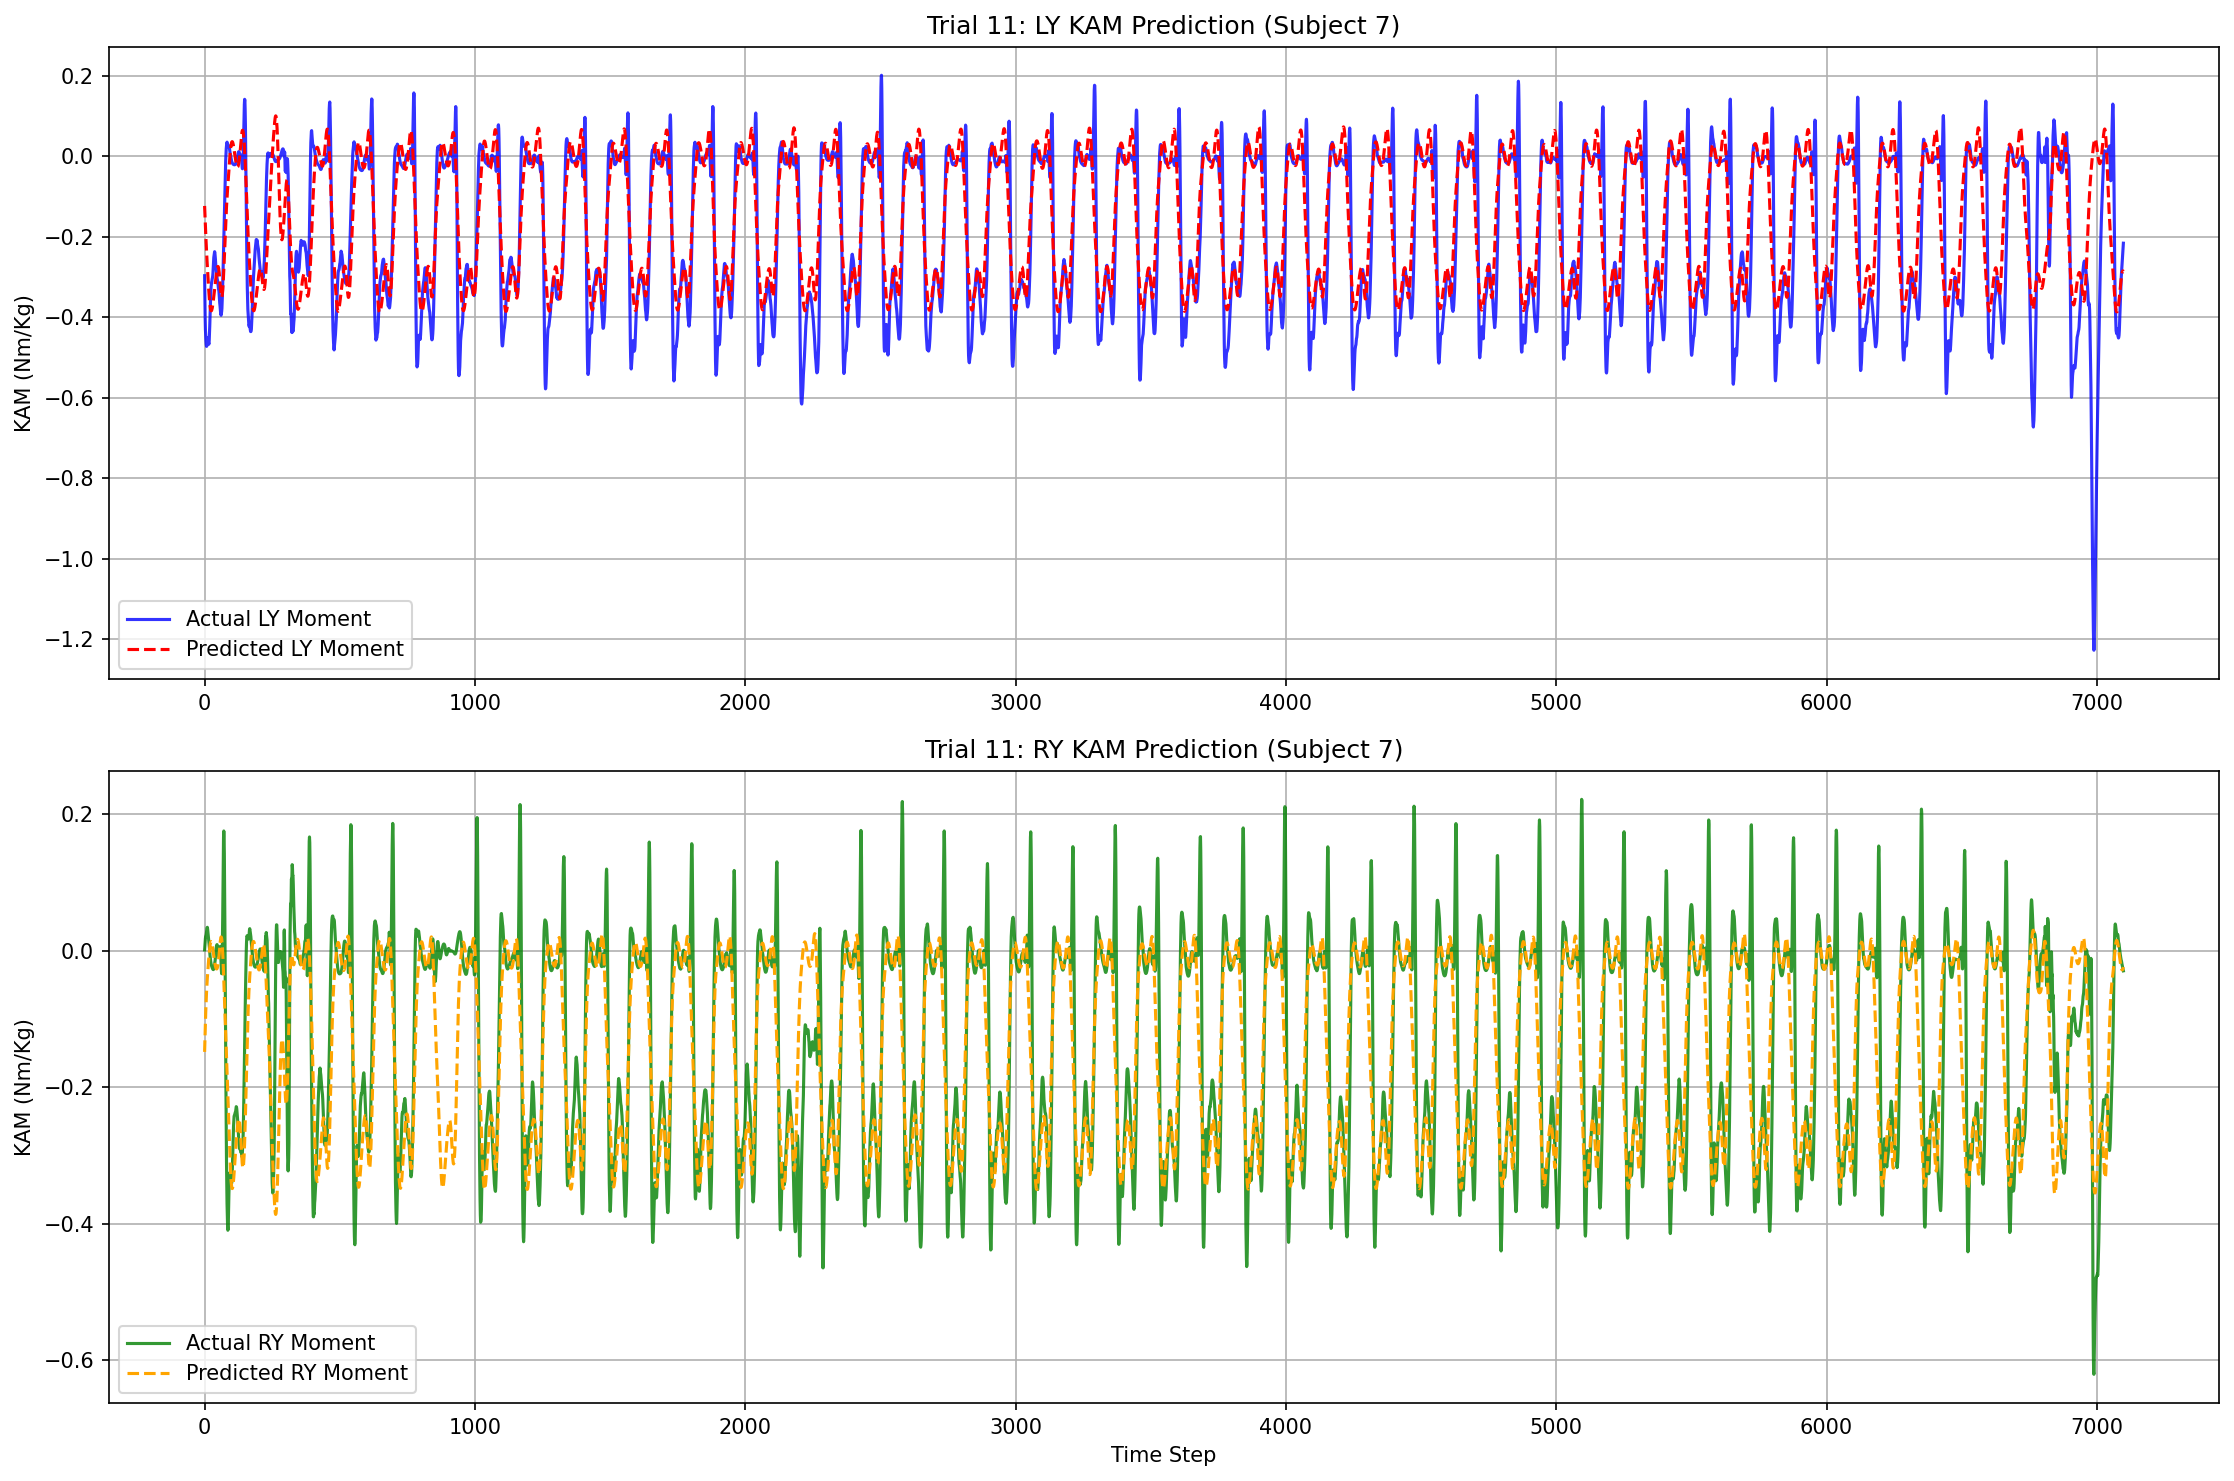 Trial 11: LY KAM Prediction (Subject 7)
KAM (Nm/Kg)
0.2
0.0
−0.2
−0.4
−0.6
−0.8
−1.0
−1.2
Actual LY Moment
Predicted LY Moment
0 1000 2000 3000 4000 5000 6000 7000
Trial 11: RY KAM Prediction (Subject 7)
KAM (Nm/Kg)
0.2
0.0
−0.2
−0.4
−0.6
Actual RY Moment
Predicted RY Moment
0 1000 2000 3000 4000 5000 6000 7000
Time Step